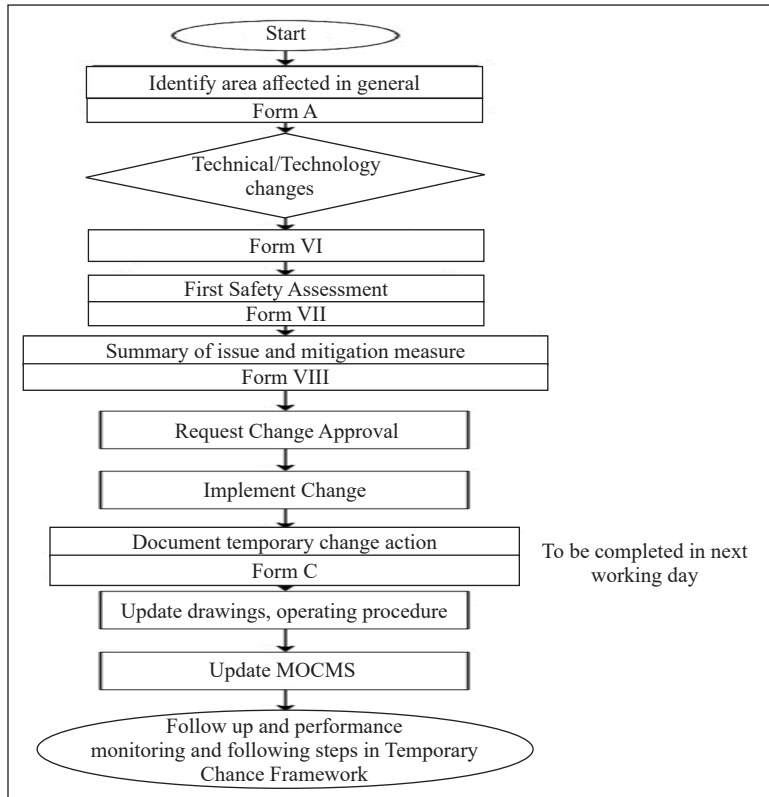 Start
Identify area affected in general
Form A
Technical/Technology
changes
Form VI
First Safety Assessment
Form VII
Summary of issue and mitigation measure
Form VIII
Request Change Approval
Implement Change
Document temporary change action
Form C
To be completed in next
working day
Update drawings, operating procedure
Update MOCMS
Follow up and performance
monitoring and following steps in Temporary
Chance Framework